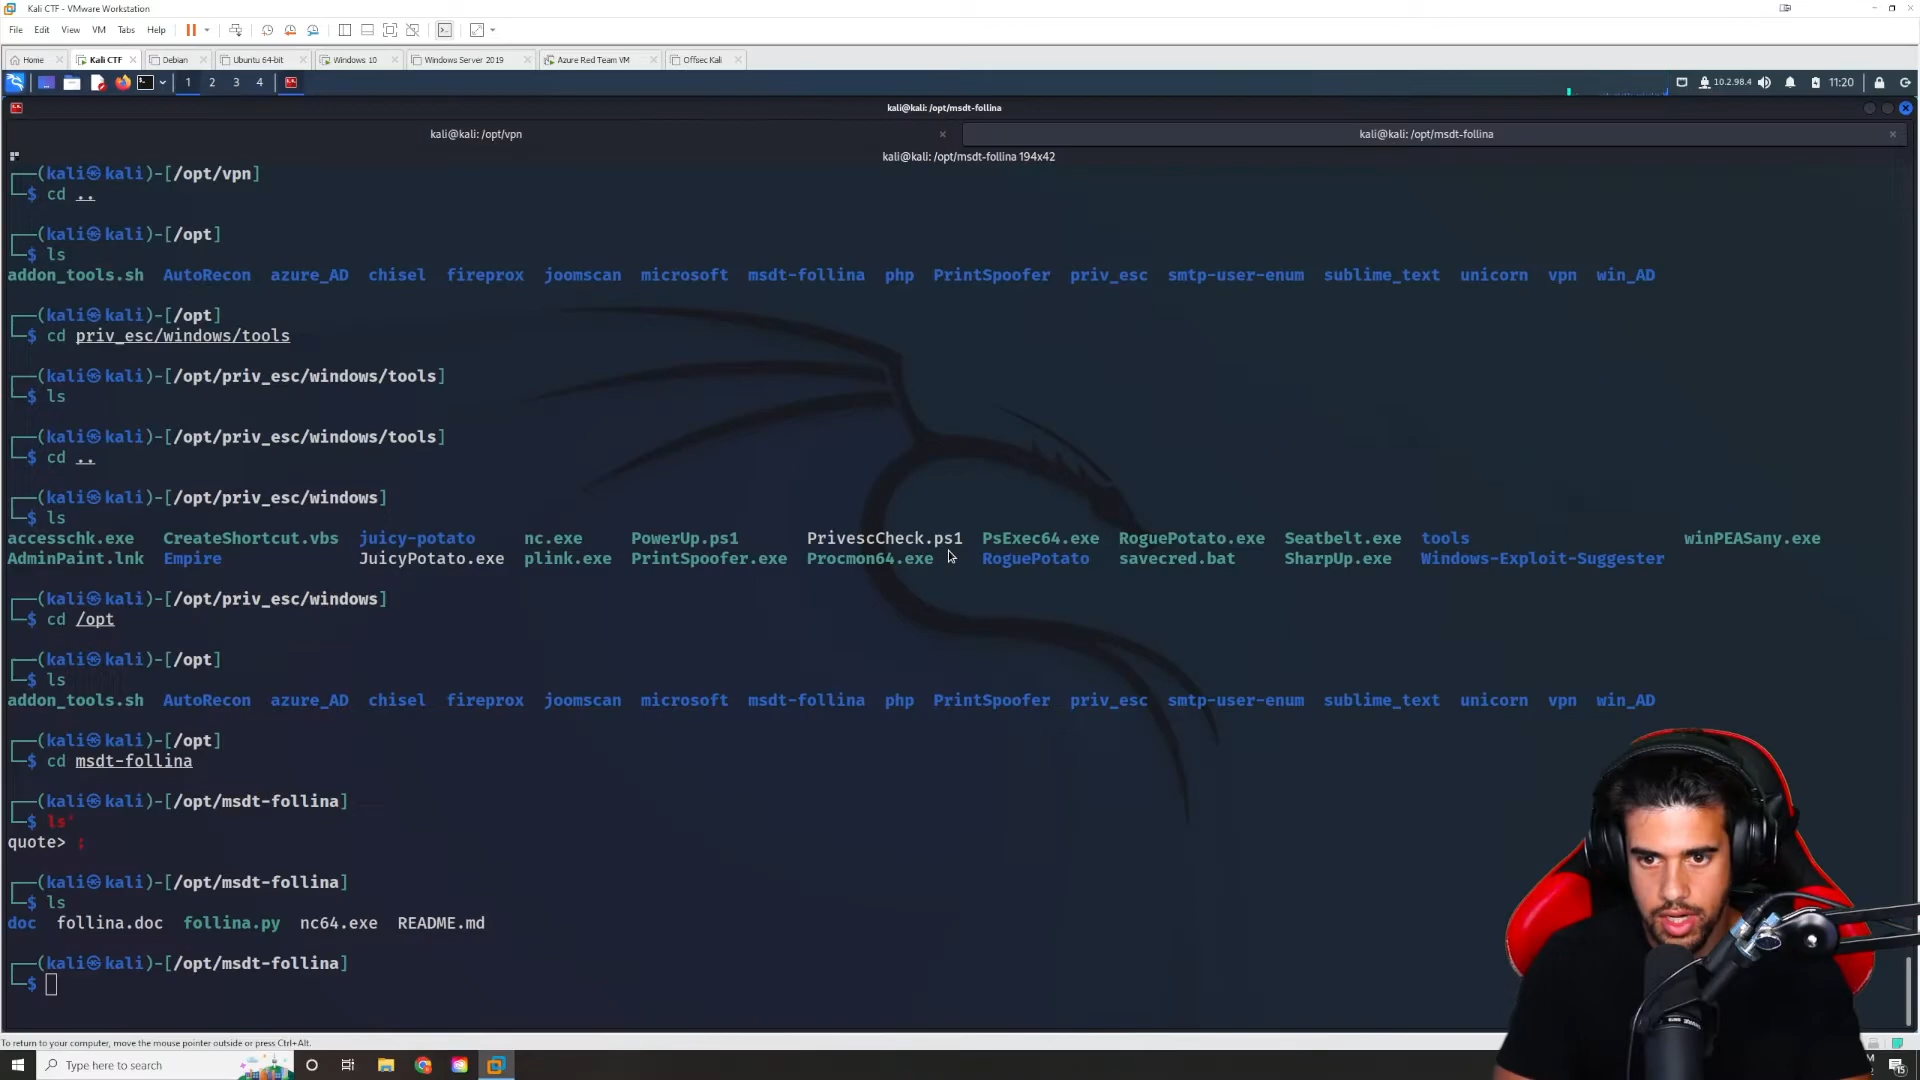 Kali CTF - VMware Workstation
File Edit View VM Tabs Help
Home Kali CTF Debian Ubuntu 64-bit Windows 10 Windows Server 2019 Azure Red Team VM Offsec Kali
1 2 3 4 10.2.98.4 11:20
kali@kali: /opt/msdt-follina
kali@kali: /opt/vpn kali@kali: /opt/msdt-follina
kali@kali: /opt/msdt-follina 194x42
┌──(kali㉿kali)-[/opt/vpn]
└─$ cd ..
┌──(kali㉿kali)-[/opt]
└─$ ls
addon_tools.sh AutoRecon azure_AD chisel fireprox joomscan microsoft msdt-follina php PrintSpoofer priv_esc smtp-user-enum sublime_text unicorn vpn win_AD
┌──(kali㉿kali)-[/opt]
└─$ cd priv_esc/windows/tools
┌──(kali㉿kali)-[/opt/priv_esc/windows/tools]
└─$ ls
┌──(kali㉿kali)-[/opt/priv_esc/windows/tools]
└─$ cd ..
┌──(kali㉿kali)-[/opt/priv_esc/windows]
└─$ ls
accesschk.exe CreateShortcut.vbs juicy-potato nc.exe PowerUp.ps1 PrivescCheck.ps1 PsExec64.exe RoguePotato.exe Seatbelt.exe tools winPEASany.exe
AdminPaint.lnk Empire JuicyPotato.exe plink.exe PrintSpoofer.exe Procmon64.exe RoguePotato savecred.bat SharpUp.exe Windows-Exploit-Suggester
┌──(kali㉿kali)-[/opt/priv_esc/windows]
└─$ cd /opt
┌──(kali㉿kali)-[/opt]
└─$ ls
addon_tools.sh AutoRecon azure_AD chisel fireprox joomscan microsoft msdt-follina php PrintSpoofer priv_esc smtp-user-enum sublime_text unicorn vpn win_AD
┌──(kali㉿kali)-[/opt]
└─$ cd msdt-follina
┌──(kali㉿kali)-[/opt/msdt-follina]
└─$ ls'
quote> ;
┌──(kali㉿kali)-[/opt/msdt-follina]
└─$ ls
doc follina.doc follina.py nc64.exe README.md
┌──(kali㉿kali)-[/opt/msdt-follina]
└─$
To return to your computer, move the mouse pointer outside or press Ctrl+Alt.
Type here to search